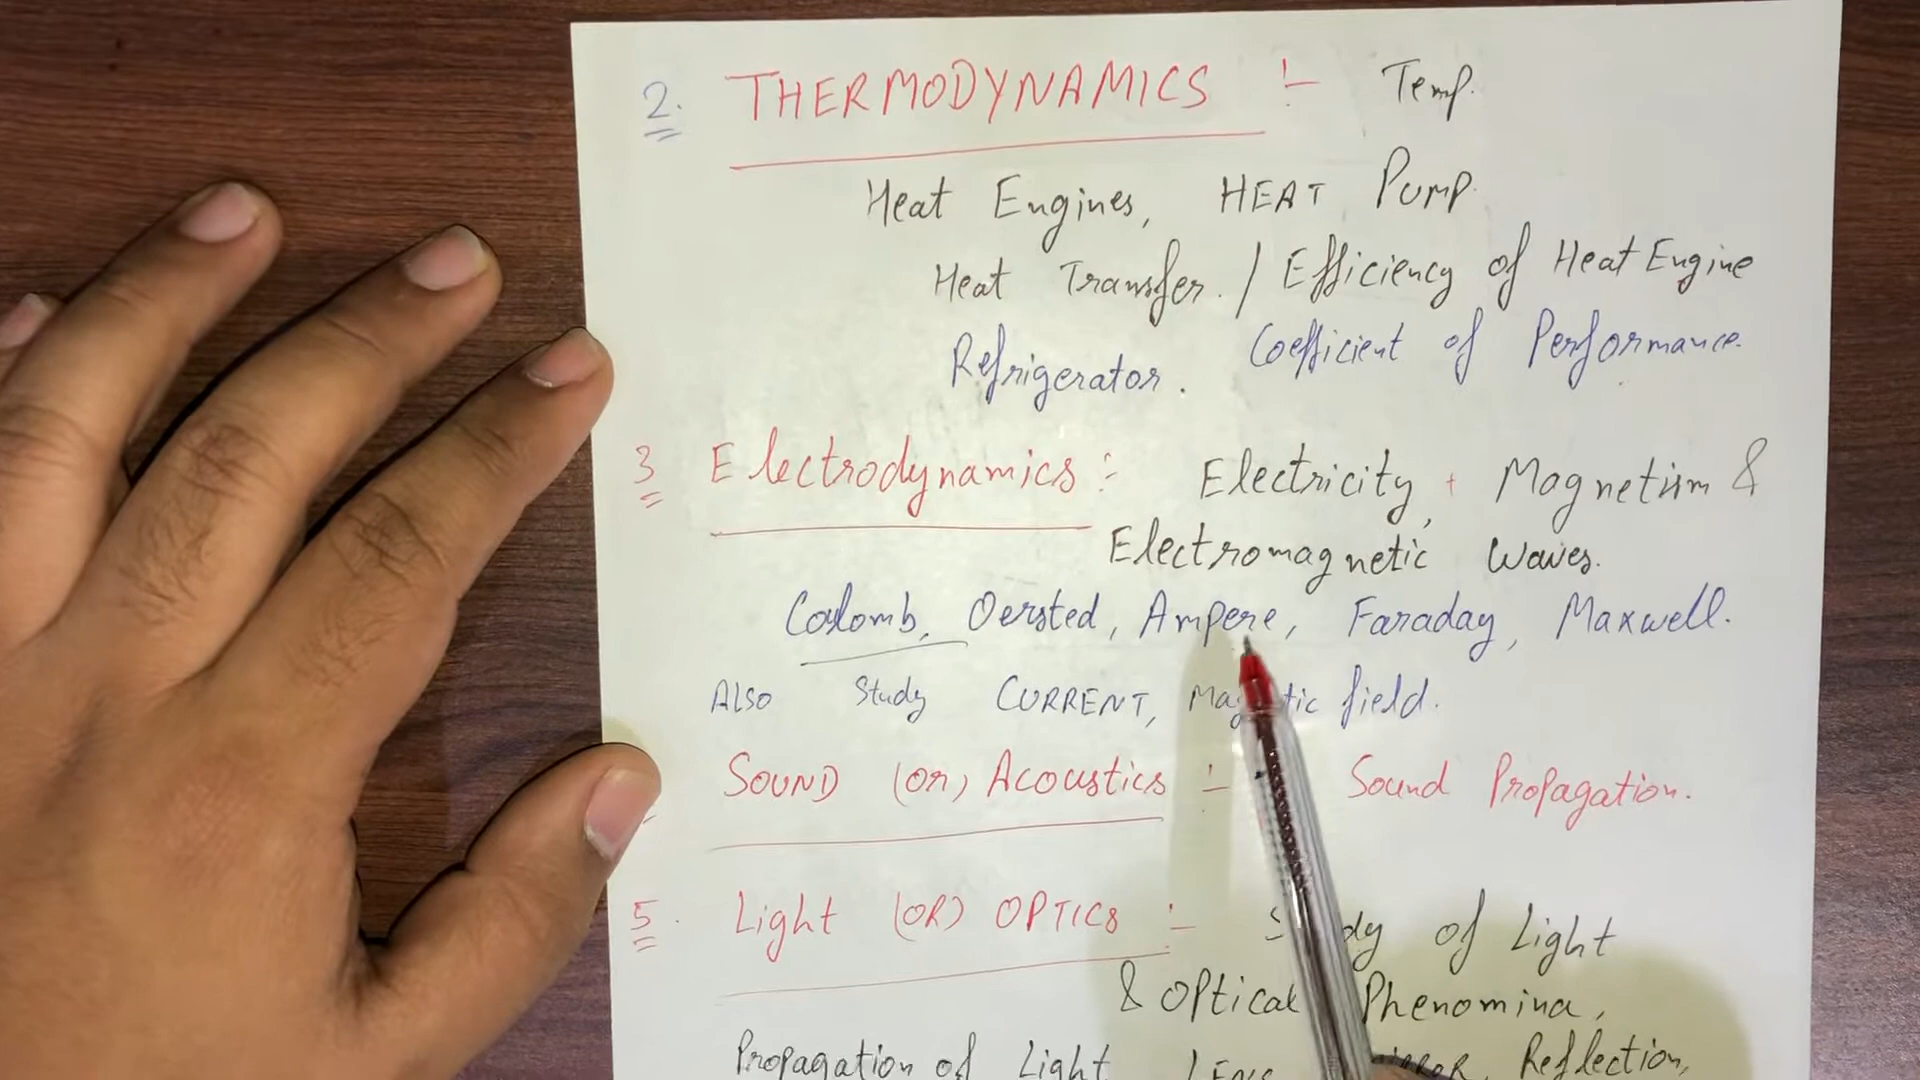 2. THERMODYNAMICS :- Temp.
Heat Engines, HEAT PUMP.
Heat Transfer. / Efficiency of Heat Engine
Refrigerator. Coefficient of Performance.
3 Electrodynamics :- Electricity, + Magnetism &
Electromagnetic Waves.
Coulomb, Oersted, Ampere, Faraday, Maxwell.
ALSO Study CURRENT, field.
SOUND (or) Acoustics :- Sound Propagation.
5. Light (OR) OPTICS :- of Light
& Optical Phenomina,
Propagation of Light Reflection,